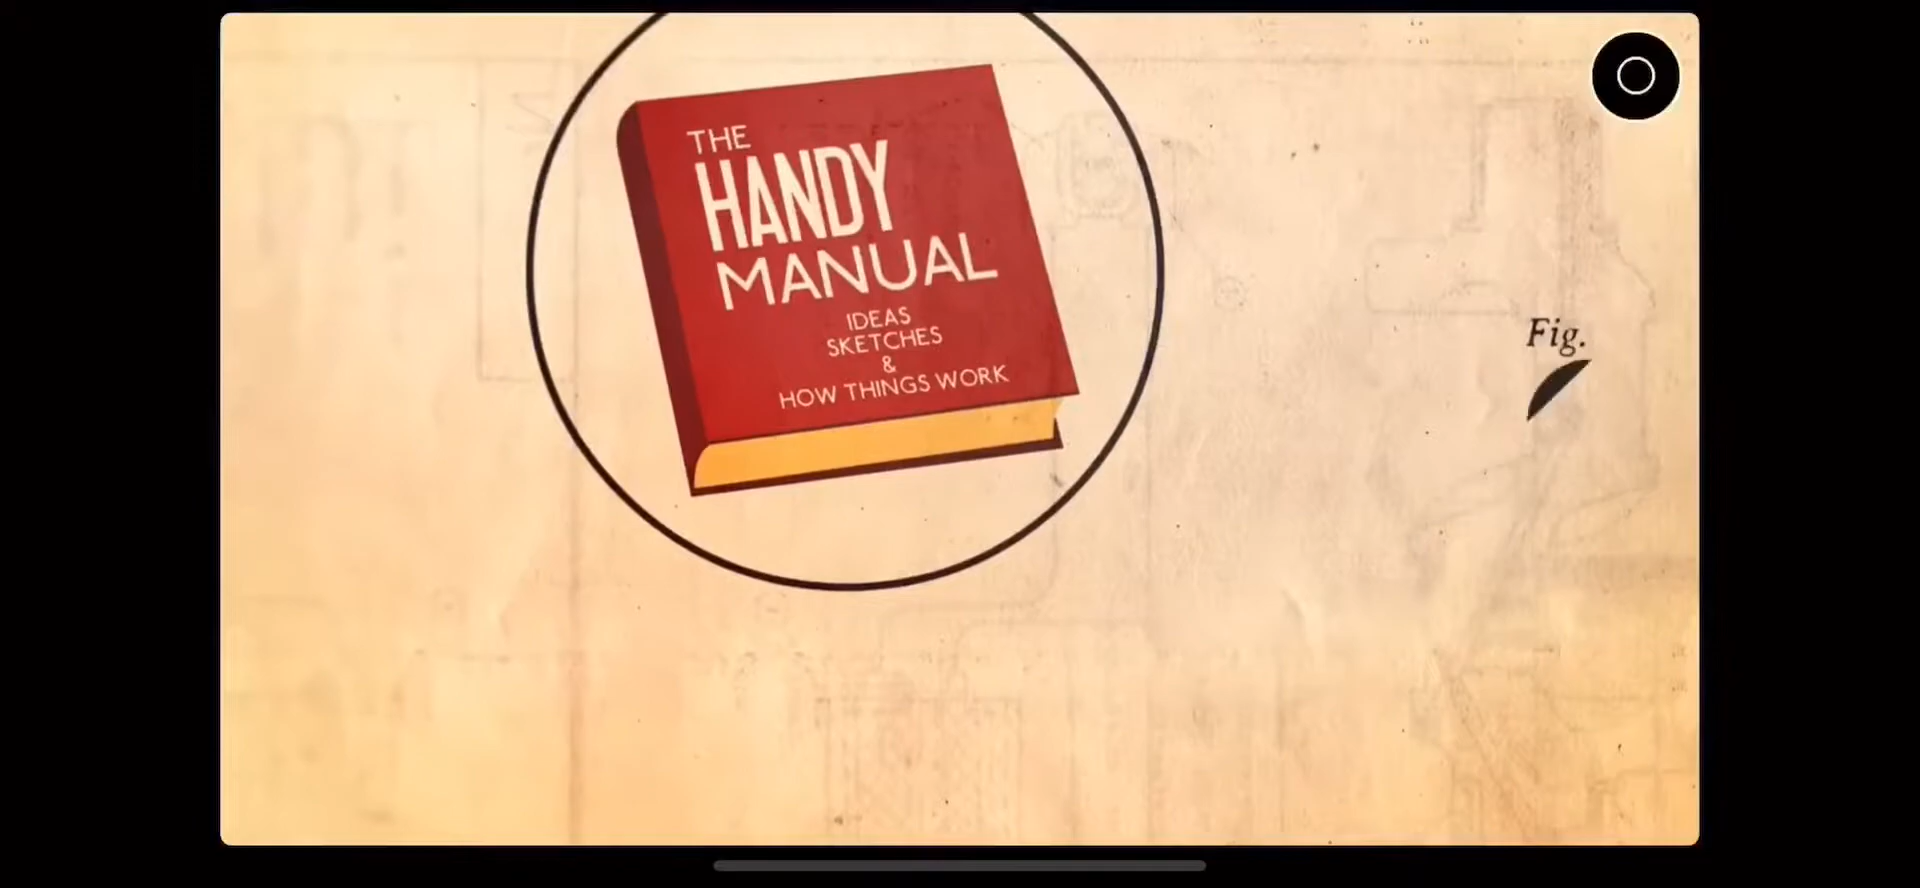 THE
HANDY
MANUAL
IDEAS
SKETCHES
&
HOW THINGS WORK
Fig.